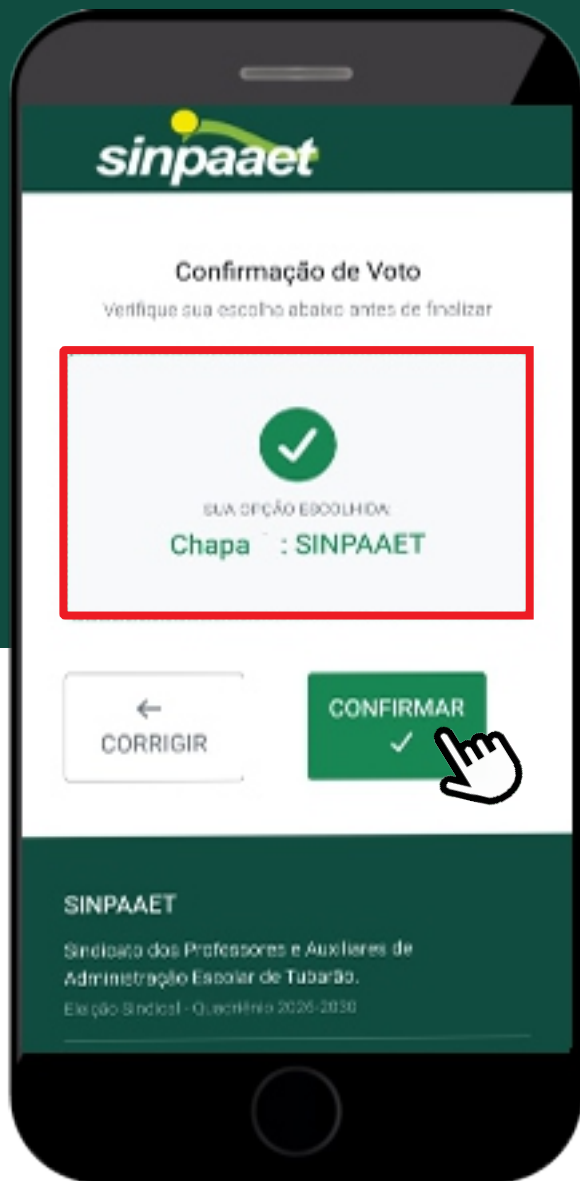 sinpaaet
Confirmação de Voto
Verifique sua escolha abaixo antes de finalizar
SUA OPÇÃO ESCOLHIDA:
Chapa : SINPAAET
←
CORRIGIR
CONFIRMAR
✓
SINPAAET
Sindicato dos Professores e Auxiliares de
Administração Escolar de Tubarão.
Eleição Sindical - Quadriênio 2026-2030